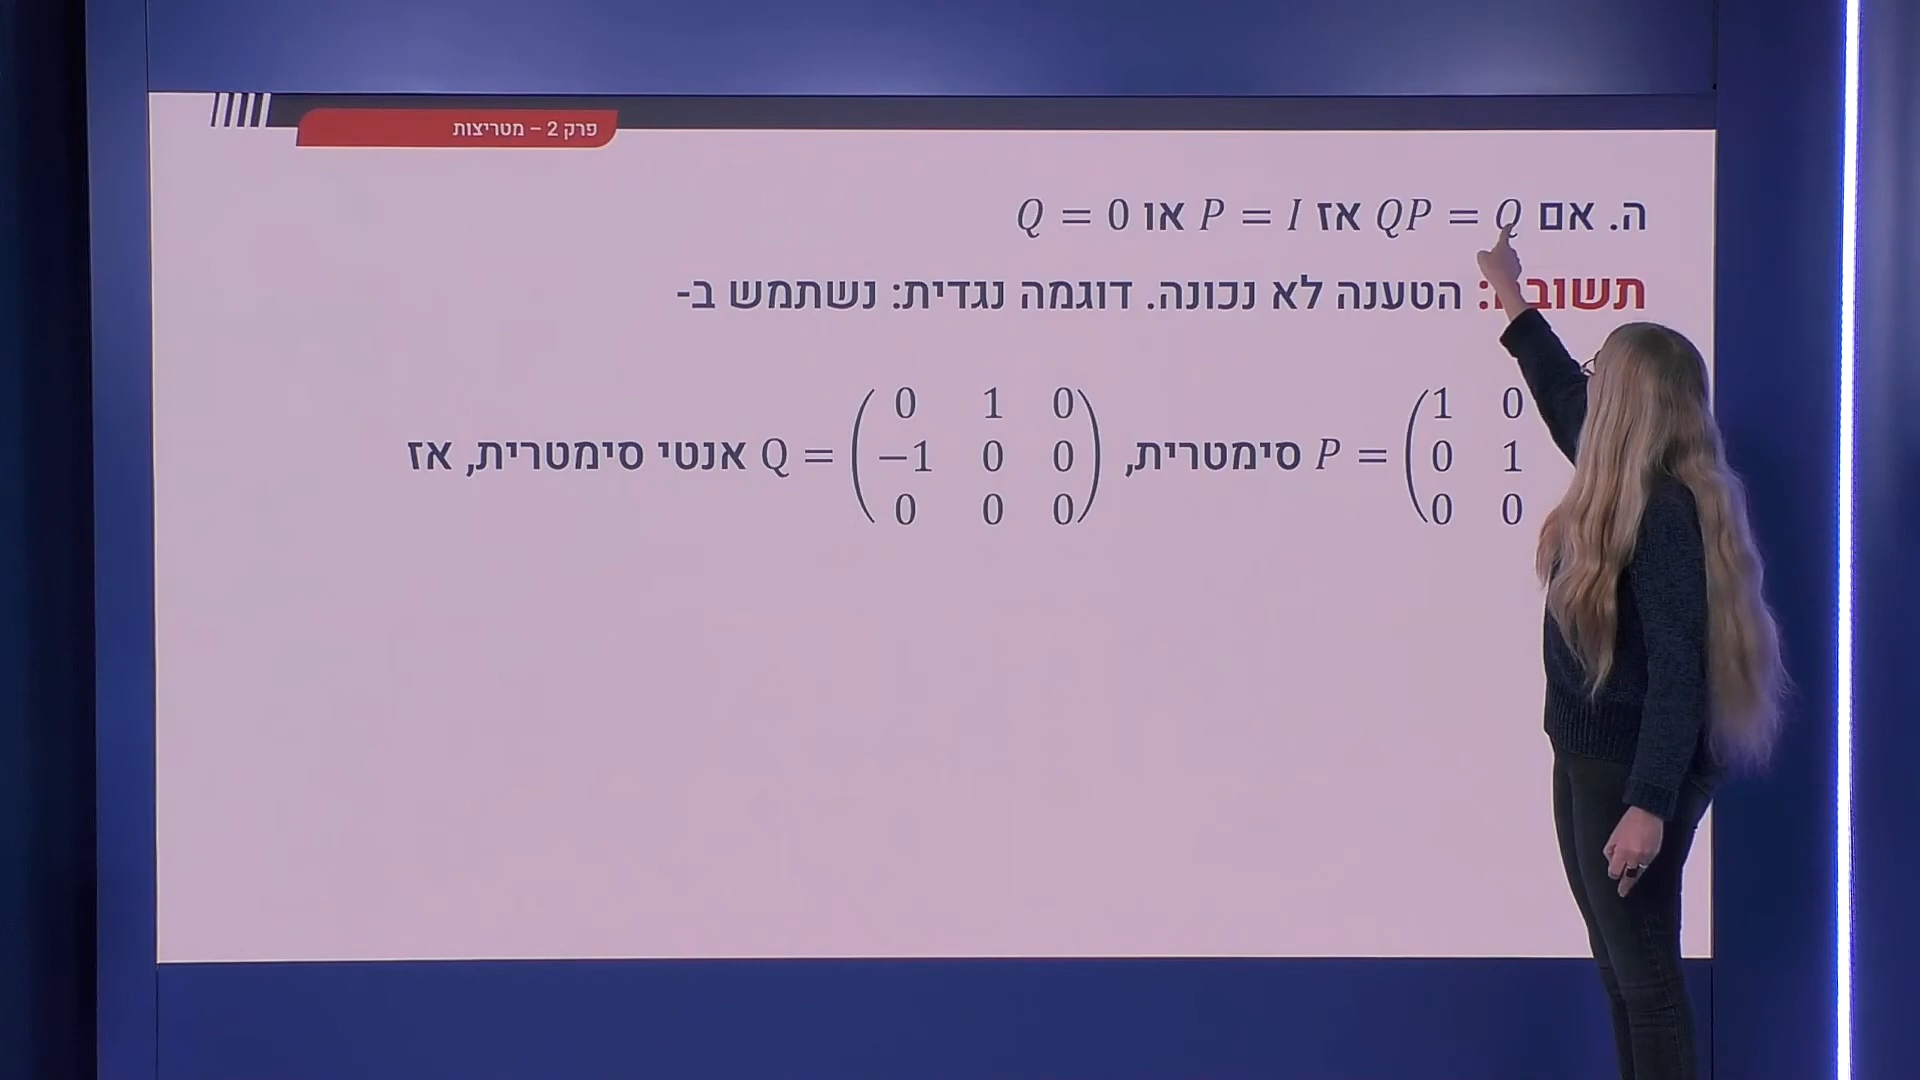 פרק 2 – מטריצות
ה. אם QP = Q אז P = I או Q = 0
תשובה: הטענה לא נכונה. דוגמה נגדית: נשתמש ב-
1 0 0 1 0
P = 0 1 סימטרית, Q = −1 0 0 אנטי סימטרית, אז
0 0 0 0 0